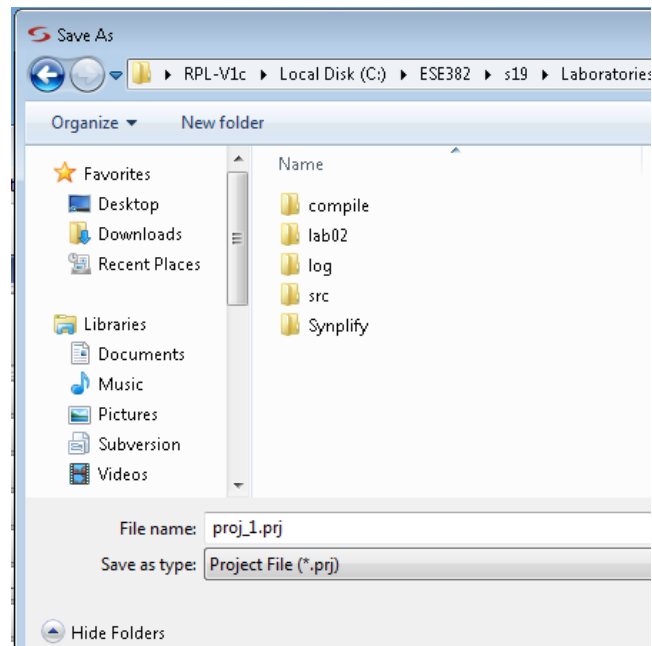 Save As
RPL-V1c ▸ Local Disk (C:) ▸ ESE382 ▸ s19 ▸ Laboratories
Organize New folder
Favorites
Desktop
Downloads
Recent Places
Libraries
Documents
Music
Pictures
Subversion
Videos
Name
compile
lab02
log
src
Synplify
File name: proj_1.prj
Save as type: Project File (*.prj)
Hide Folders